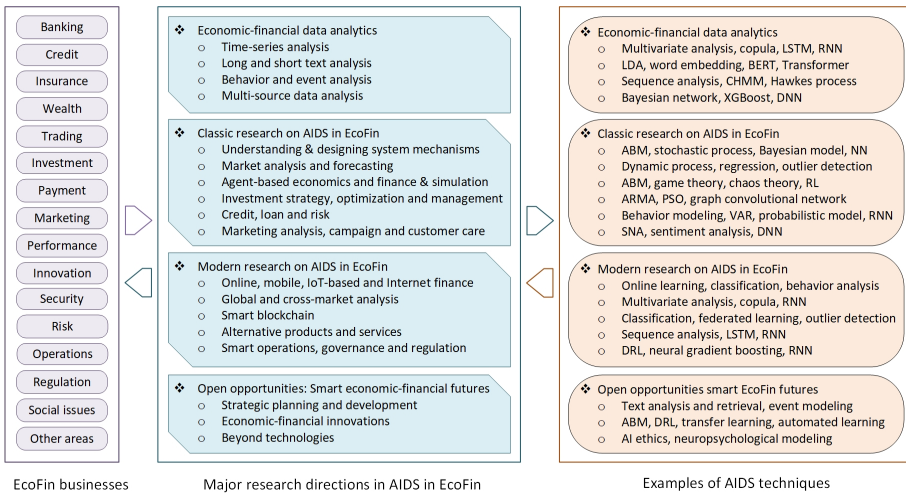 Banking
Credit
Insurance
Wealth
Trading
Investment
Payment
Marketing
Performance
Innovation
Security
Risk
Operations
Regulation
Social issues
Other areas
EcoFin businesses
❖ Economic-financial data analytics
o Time-series analysis
o Long and short text analysis
o Behavior and event analysis
o Multi-source data analysis
❖ Classic research on AIDS in EcoFin
o Understanding & designing system mechanisms
o Market analysis and forecasting
o Agent-based economics and finance & simulation
o Investment strategy, optimization and management
o Credit, loan and risk
o Marketing analysis, campaign and customer care
❖ Modern research on AIDS in EcoFin
o Online, mobile, IoT-based and Internet finance
o Global and cross-market analysis
o Smart blockchain
o Alternative products and services
o Smart operations, governance and regulation
❖ Open opportunities: Smart economic-financial futures
o Strategic planning and development
o Economic-financial innovations
o Beyond technologies
Major research directions in AIDS in EcoFin
❖ Economic-financial data analytics
o Multivariate analysis, copula, LSTM, RNN
o LDA, word embedding, BERT, Transformer
o Sequence analysis, CHMM, Hawkes process
o Bayesian network, XGBoost, DNN
❖ Classic research on AIDS in EcoFin
o ABM, stochastic process, Bayesian model, NN
o Dynamic process, regression, outlier detection
o ABM, game theory, chaos theory, RL
o ARMA, PSO, graph convolutional network
o Behavior modeling, VAR, probabilistic model, RNN
o SNA, sentiment analysis, DNN
❖ Modern research on AIDS in EcoFin
o Online learning, classification, behavior analysis
o Multivariate analysis, copula, RNN
o Classification, federated learning, outlier detection
o Sequence analysis, LSTM, RNN
o DRL, neural gradient boosting, RNN
❖ Open opportunities smart EcoFin futures
o Text analysis and retrieval, event modeling
o ABM, DRL, transfer learning, automated learning
o AI ethics, neuropsychological modeling
Examples of AIDS techniques